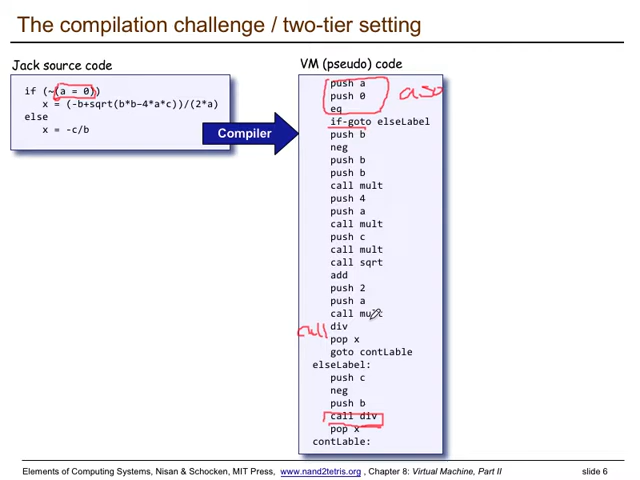 The compilation challenge / two-tier setting
Jack source code
if (~(a = 0))
x = (-b+sqrt(b*b-4*a*c))/(2*a)
else
x = -c/b
Compiler
VM (pseudo) code
push a
push 0
eq
if-goto elseLabel
push b
neg
push b
push b
call mult
push 4
push a
call mult
push c
call mult
call sqrt
add
push 2
push a
call mult
div
pop x
goto contLable
elseLabel:
push c
neg
push b
call div
pop x
contLable:
call
Elements of Computing Systems, Nisan & Schocken, MIT Press, www.nand2tetris.org , Chapter 8: Virtual Machine, Part II
slide 6